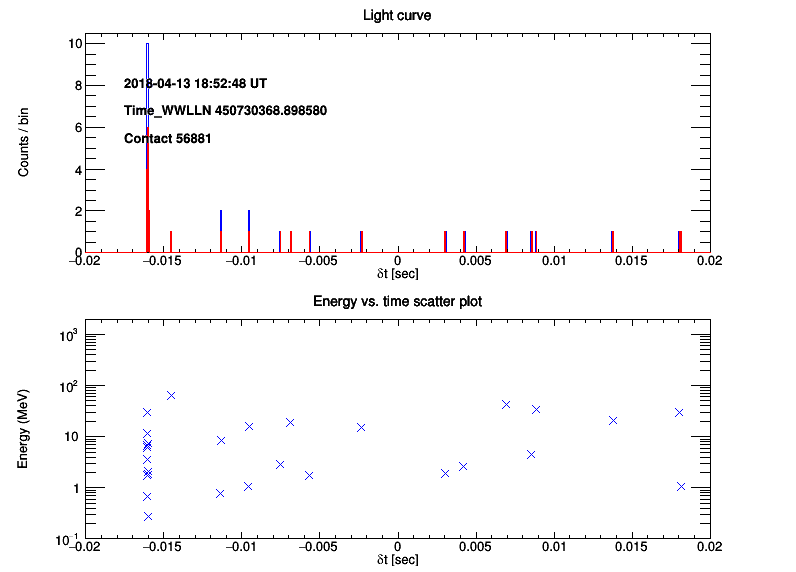 Light curve
Counts / bin
10
8
6
4
2
0
2018-04-13 18:52:48 UT
Time_WWLLN 450730368.898580
Contact 56881
−0.02 −0.015 −0.01 −0.005 0 0.005 0.01 0.015 0.02
δt [sec]
Energy vs. time scatter plot
Energy (MeV)
10³
10²
10
1
10⁻¹
−0.02 −0.015 −0.01 −0.005 0 0.005 0.01 0.015 0.02
δt [sec]